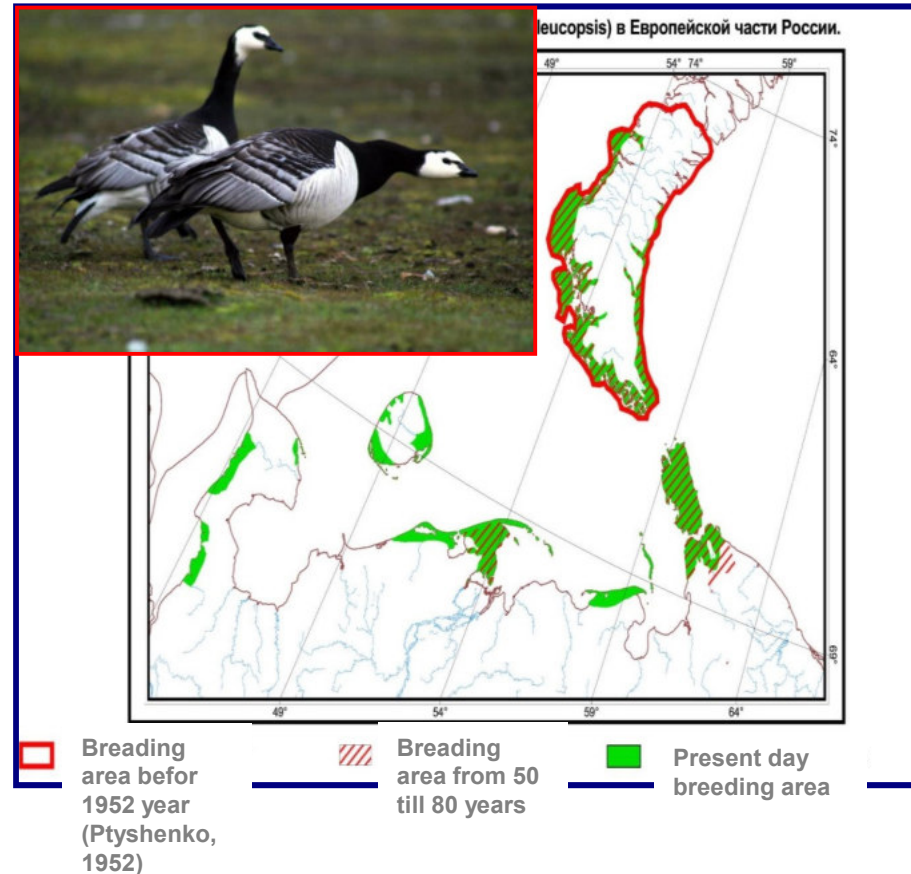 leucopsis) в Европейской части России.
49° 54° 74° 59°
74°
64°
69°
49° 54° 59° 64°
Breading
area befor
1952 year
(Ptyshenko,
1952)
Breading
area from 50
till 80 years
Present day
breeding area